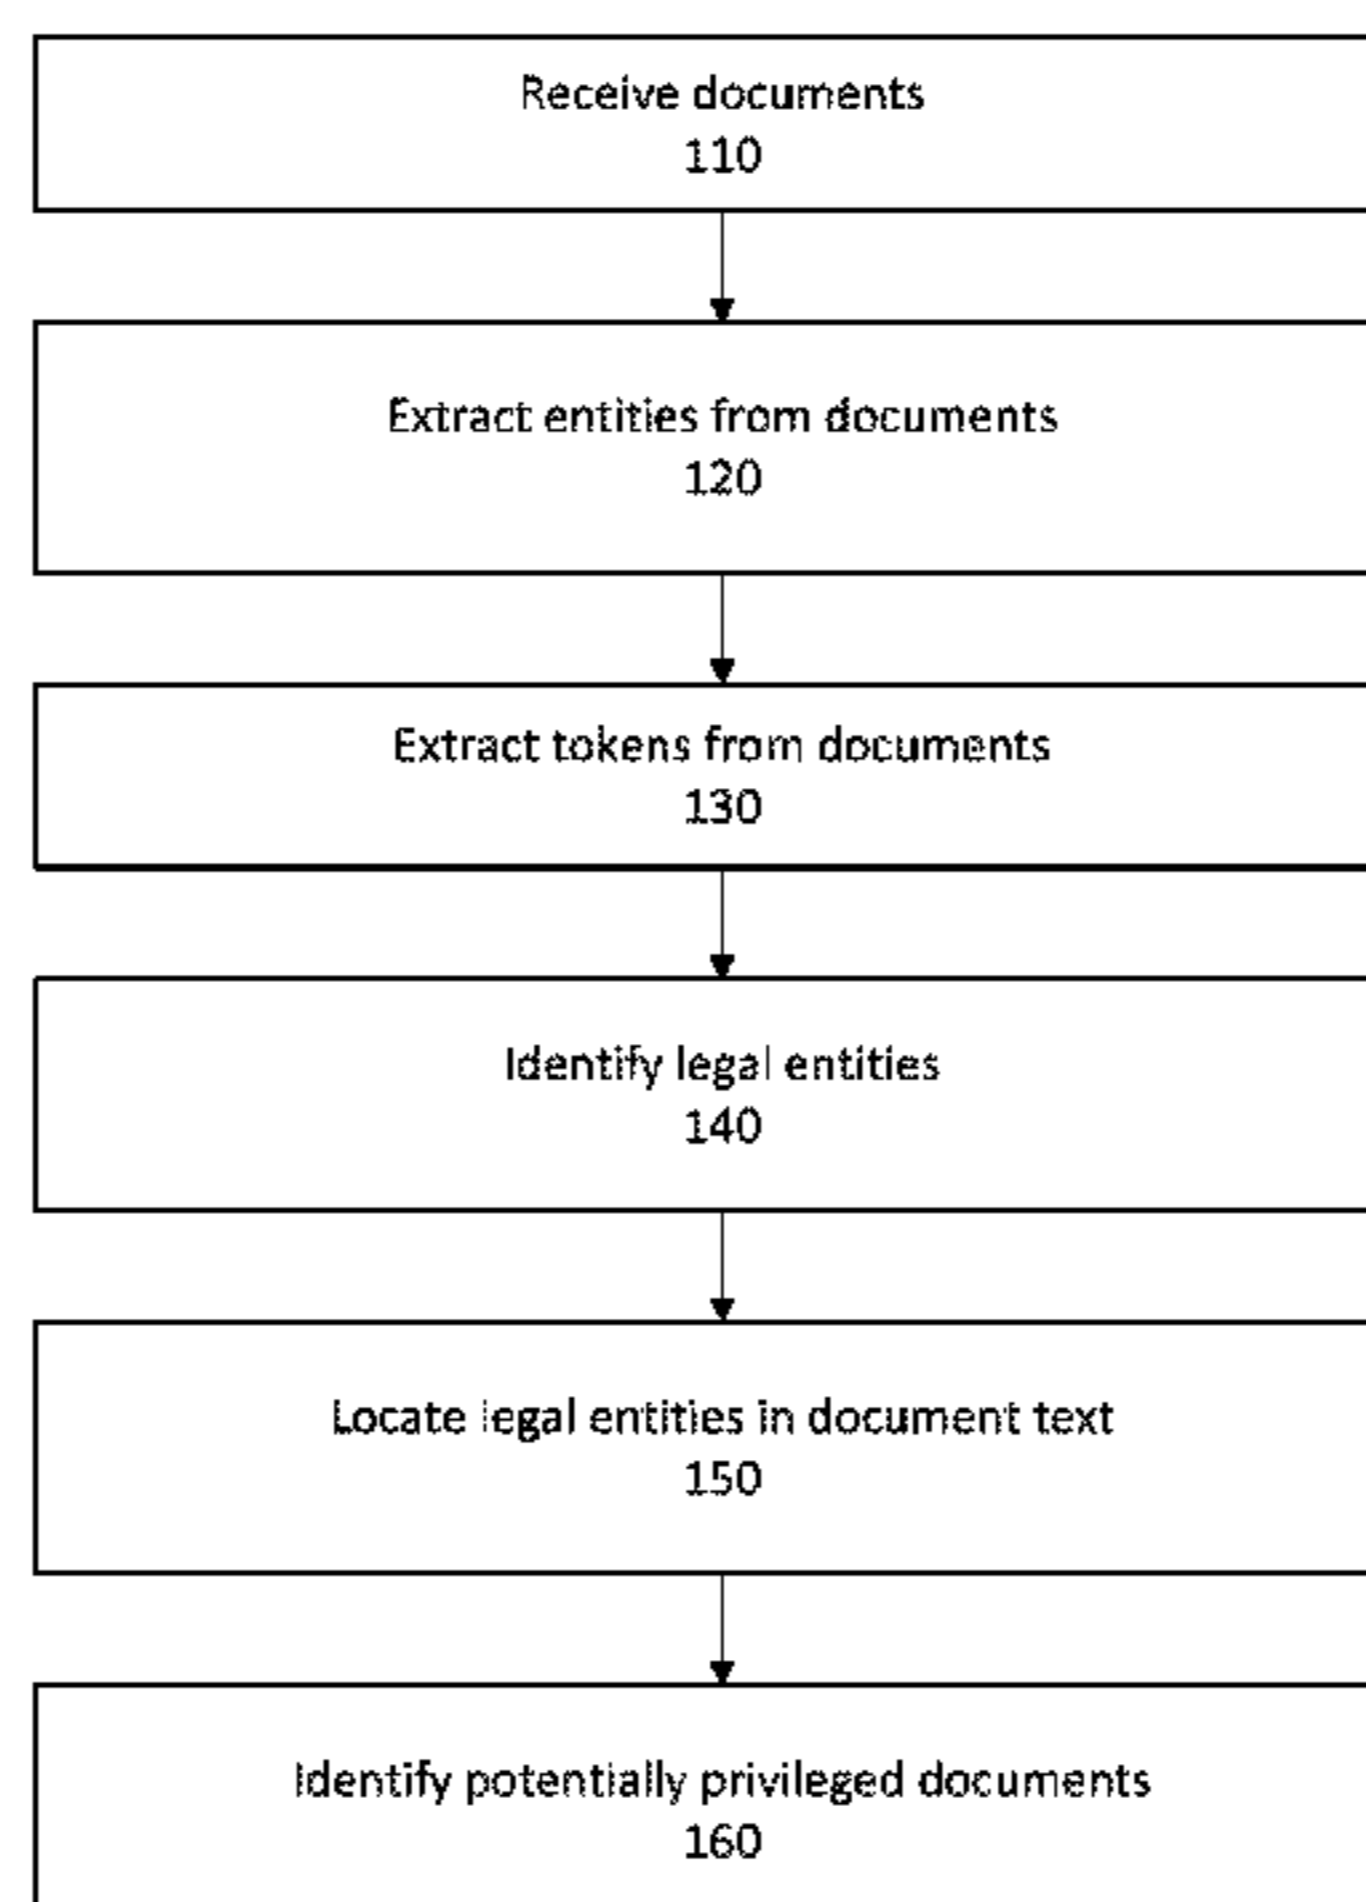 Receive documents
110
Extract entities from documents
120
Extract tokens from documents
130
Identify legal entities
140
Locate legal entities in document text
150
Identify potentially privileged documents
160